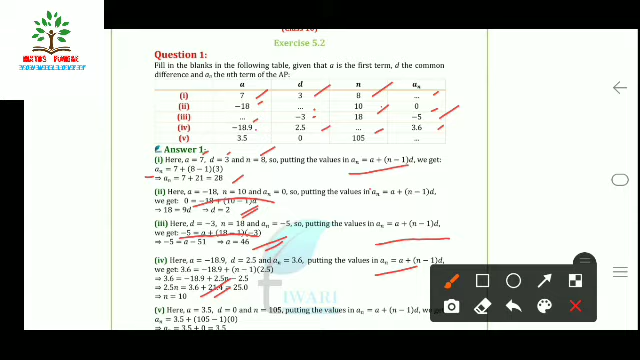 (Class 10)
Exercise 5.2
Question 1:
Fill in the blanks in the following table, given that a is the first term, d the common
difference and aₙ the nth term of the AP:
a d n aₙ
(i) 7 3 8 ...
(ii) −18 ... 10 0
(iii) ... −3 18 −5
(iv) −18.9 2.5 ... 3.6
(v) 3.5 0 105 ...
Answer 1:
(i) Here, a = 7, d = 3 and n = 8, so, putting the values in aₙ = a + (n − 1)d, we get:
aₙ = 7 + (8 − 1)(3)
⇒ aₙ = 7 + 21 = 28
(ii) Here, a = −18, n = 10 and aₙ = 0, so, putting the values in aₙ = a + (n − 1)d,
we get: 0 = −18 + (10 − 1)d
⇒ 18 = 9d ⇒ d = 2
(iii) Here, d = −3, n = 18 and aₙ = −5, so, putting the values in aₙ = a + (n − 1)d,
we get: −5 = a + (18 − 1)(−3)
⇒ −5 = a − 51 ⇒ a = 46
(iv) Here, a = −18.9, d = 2.5 and aₙ = 3.6, putting the values in aₙ = a + (n − 1)d,
we get: 3.6 = −18.9 + (n − 1)(2.5)
⇒ 3.6 = −18.9 + 2.5n − 2.5
⇒ 2.5n = 3.6 + 21.4 = 25.0
⇒ n = 10
IWARI
(v) Here, a = 3.5, d = 0 and n = 105, putting the values in aₙ = a + (n − 1)d, we get:
aₙ = 3.5 + (105 − 1)(0)
⇒ aₙ = 3.5 + 0 = 3.5